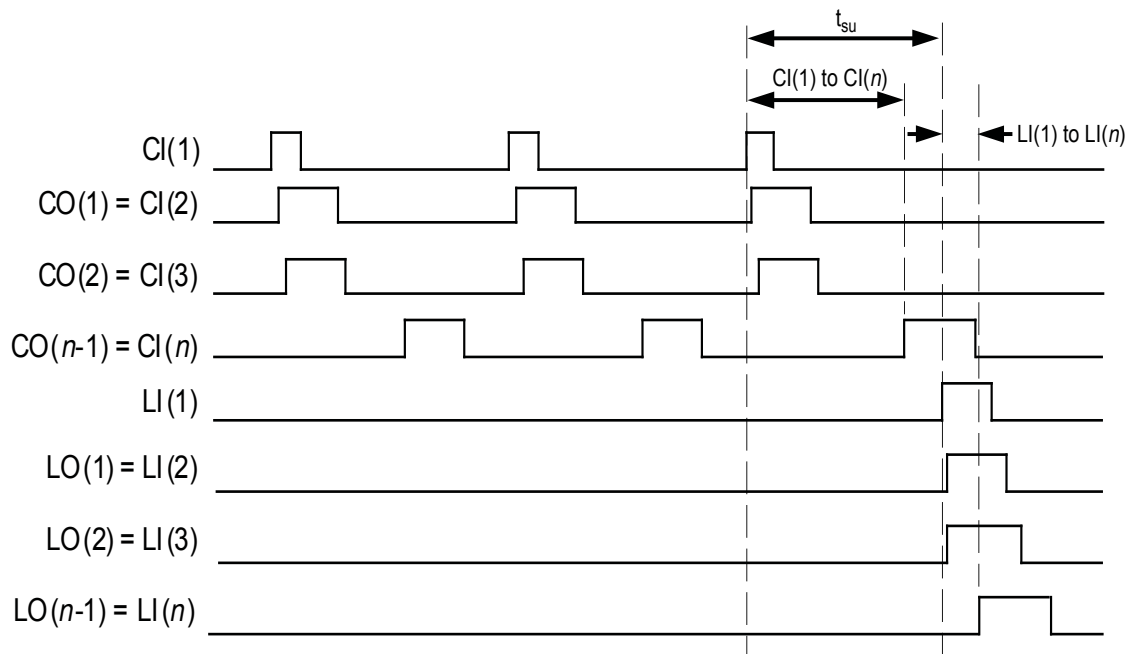 tsu
CI(1) to CI(n)
LI(1) to LI(n)
CI(1)
CO(1) = CI(2)
CO(2) = CI(3)
CO(n-1) = CI(n)
LI(1)
LO(1) = LI(2)
LO(2) = LI(3)
LO(n-1) = LI(n)